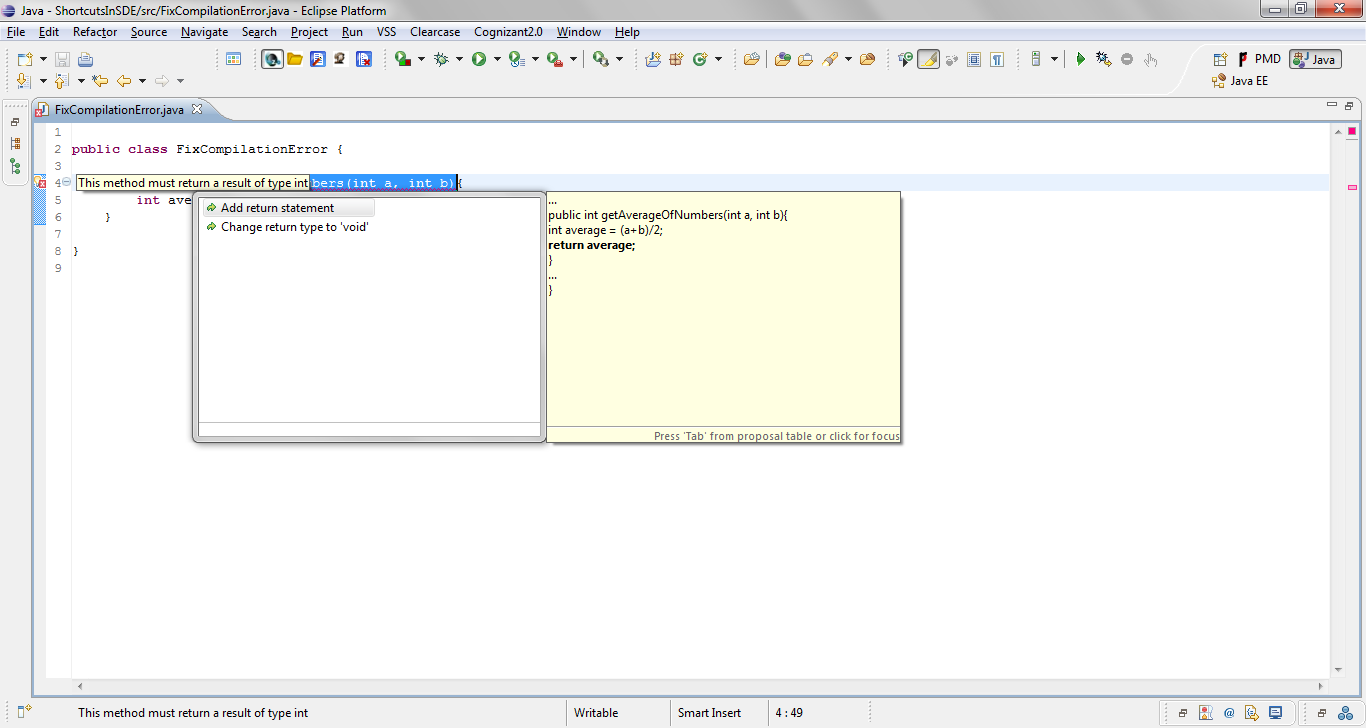 Java - ShortcutsInSDE/src/FixCompilationError.java - Eclipse Platform
File Edit Refactor Source Navigate Search Project Run VSS Clearcase Cognizant2.0 Window Help
PMD Java
Java EE
FixCompilationError.java
1
2 public class FixCompilationError {
3
4 This method must return a result of type int bers(int a, int b){
5 int ave
6 }
7
8 }
9
Add return statement
Change return type to 'void'
...
public int getAverageOfNumbers(int a, int b){
int average = (a+b)/2;
return average;
}
...
}
Press 'Tab' from proposal table or click for focus
This method must return a result of type int Writable Smart Insert 4 : 49